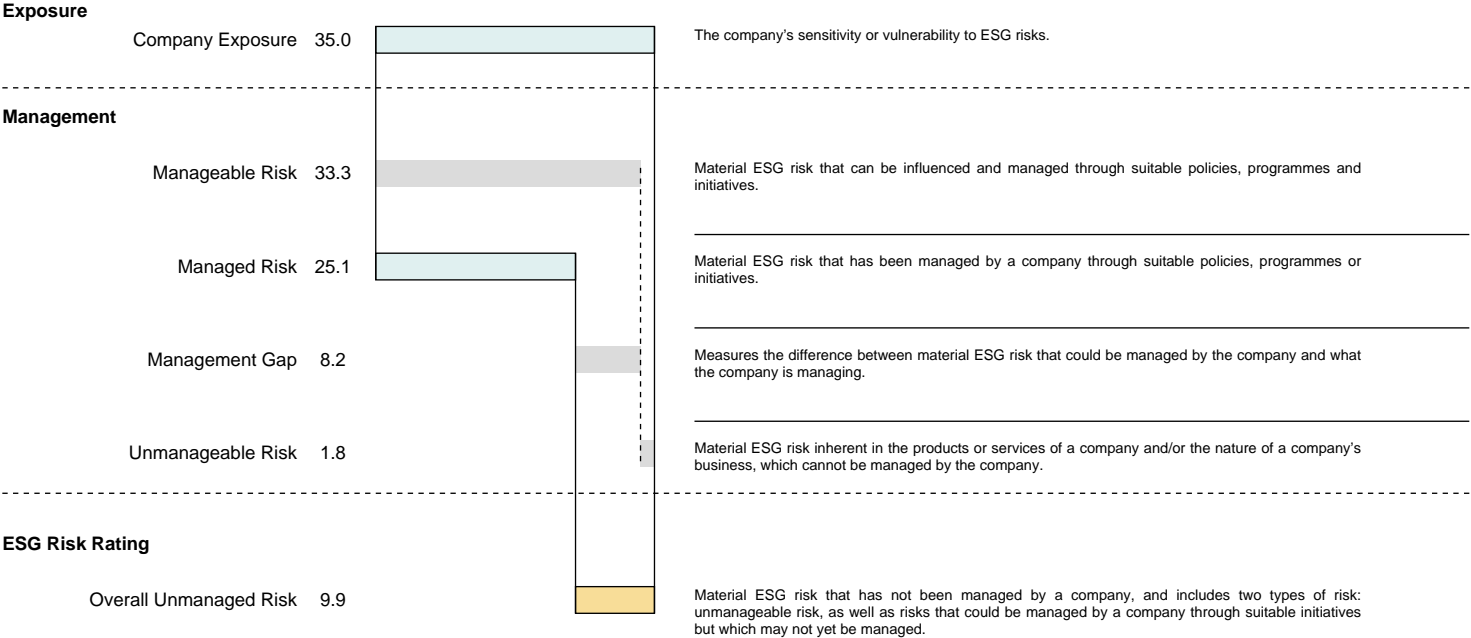 Exposure
Company Exposure 35.0
The company’s sensitivity or vulnerability to ESG risks.
Management
Manageable Risk 33.3
Material ESG risk that can be influenced and managed through suitable policies, programmes and
initiatives.
Managed Risk 25.1
Material ESG risk that has been managed by a company through suitable policies, programmes or
initiatives.
Management Gap 8.2
Measures the difference between material ESG risk that could be managed by the company and what
the company is managing.
Unmanageable Risk 1.8
Material ESG risk inherent in the products or services of a company and/or the nature of a company’s
business, which cannot be managed by the company.
ESG Risk Rating
Overall Unmanaged Risk 9.9
Material ESG risk that has not been managed by a company, and includes two types of risk:
unmanageable risk, as well as risks that could be managed by a company through suitable initiatives
but which may not yet be managed.